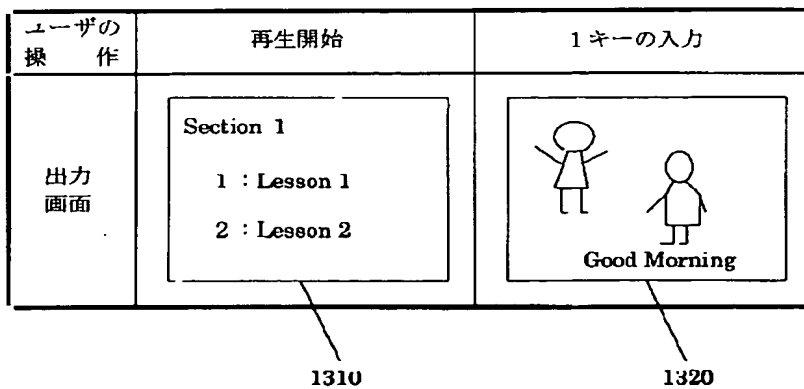 ユーザの
操　作
再生開始
1キーの入力
出力
画面
Section 1
1 : Lesson 1
2 : Lesson 2
Good Morning
1310
1320